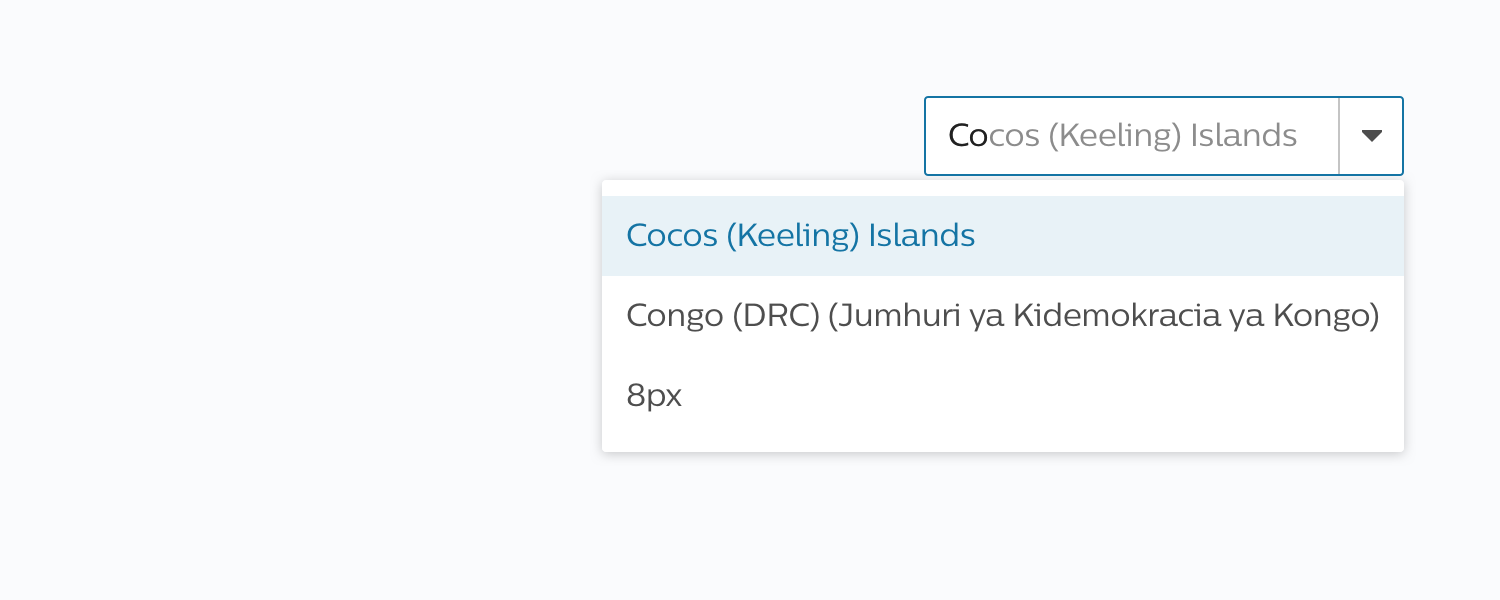 Cocos (Keeling) Islands
Cocos (Keeling) Islands
Congo (DRC) (Jumhuri ya Kidemokracia ya Kongo)
8px